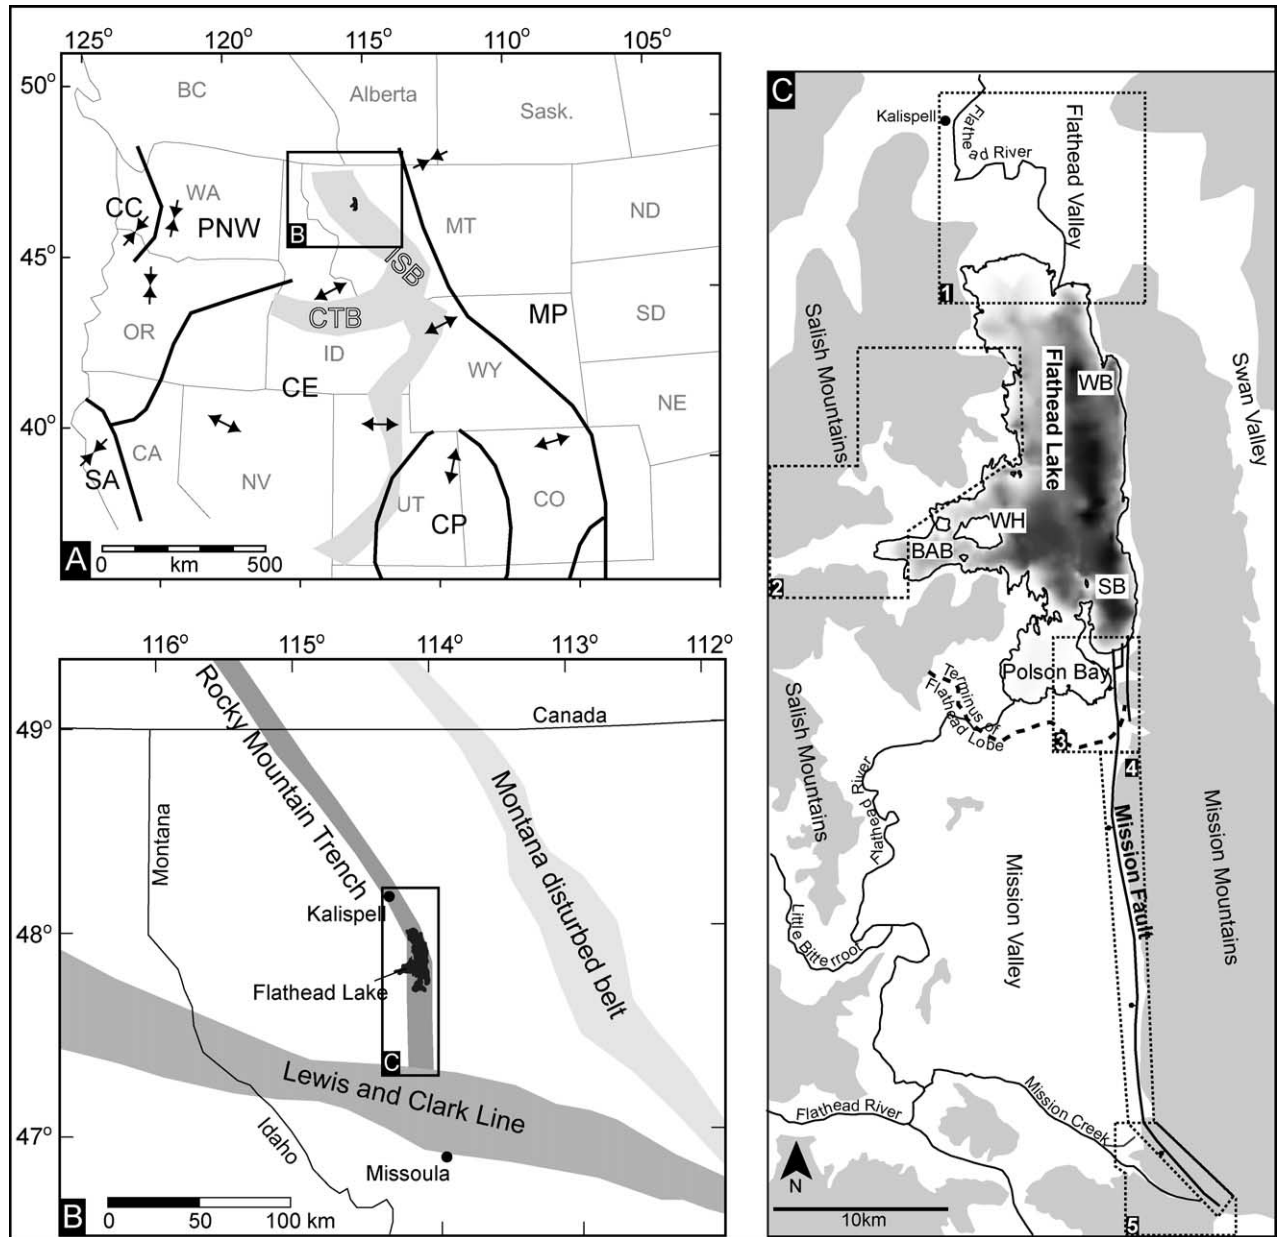 125° 120° 115° 110° 105°
50°
45°
40°
BC
Alberta
Sask.
WA
CC
PNW
MT
ND
B
ISB
CTB
OR
ID
MP
SD
WY
CE
NE
CA
SA
NV
UT
CP
CO
A
0 km 500
116° 115° 114° 113° 112°
49°
48°
47°
Canada
Rocky Mountain Trench
Montana disturbed belt
Montana
Kalispell
Flathead Lake
C
Lewis and Clark Line
Idaho
Missoula
B
0 50 100 km
C
Kalispell
Flathead River
Flathead Valley
1
Salish Mountains
Flathead Lake
WB
Swan Valley
WH
BAB
SB
2
Polson Bay
Terminus of
Flathead Lobe
3
4
Salish Mountains
Flathead River
Mission Fault
Mission Mountains
Mission Valley
Little Bitterroot
Flathead River
Mission Creek
N
10km
5